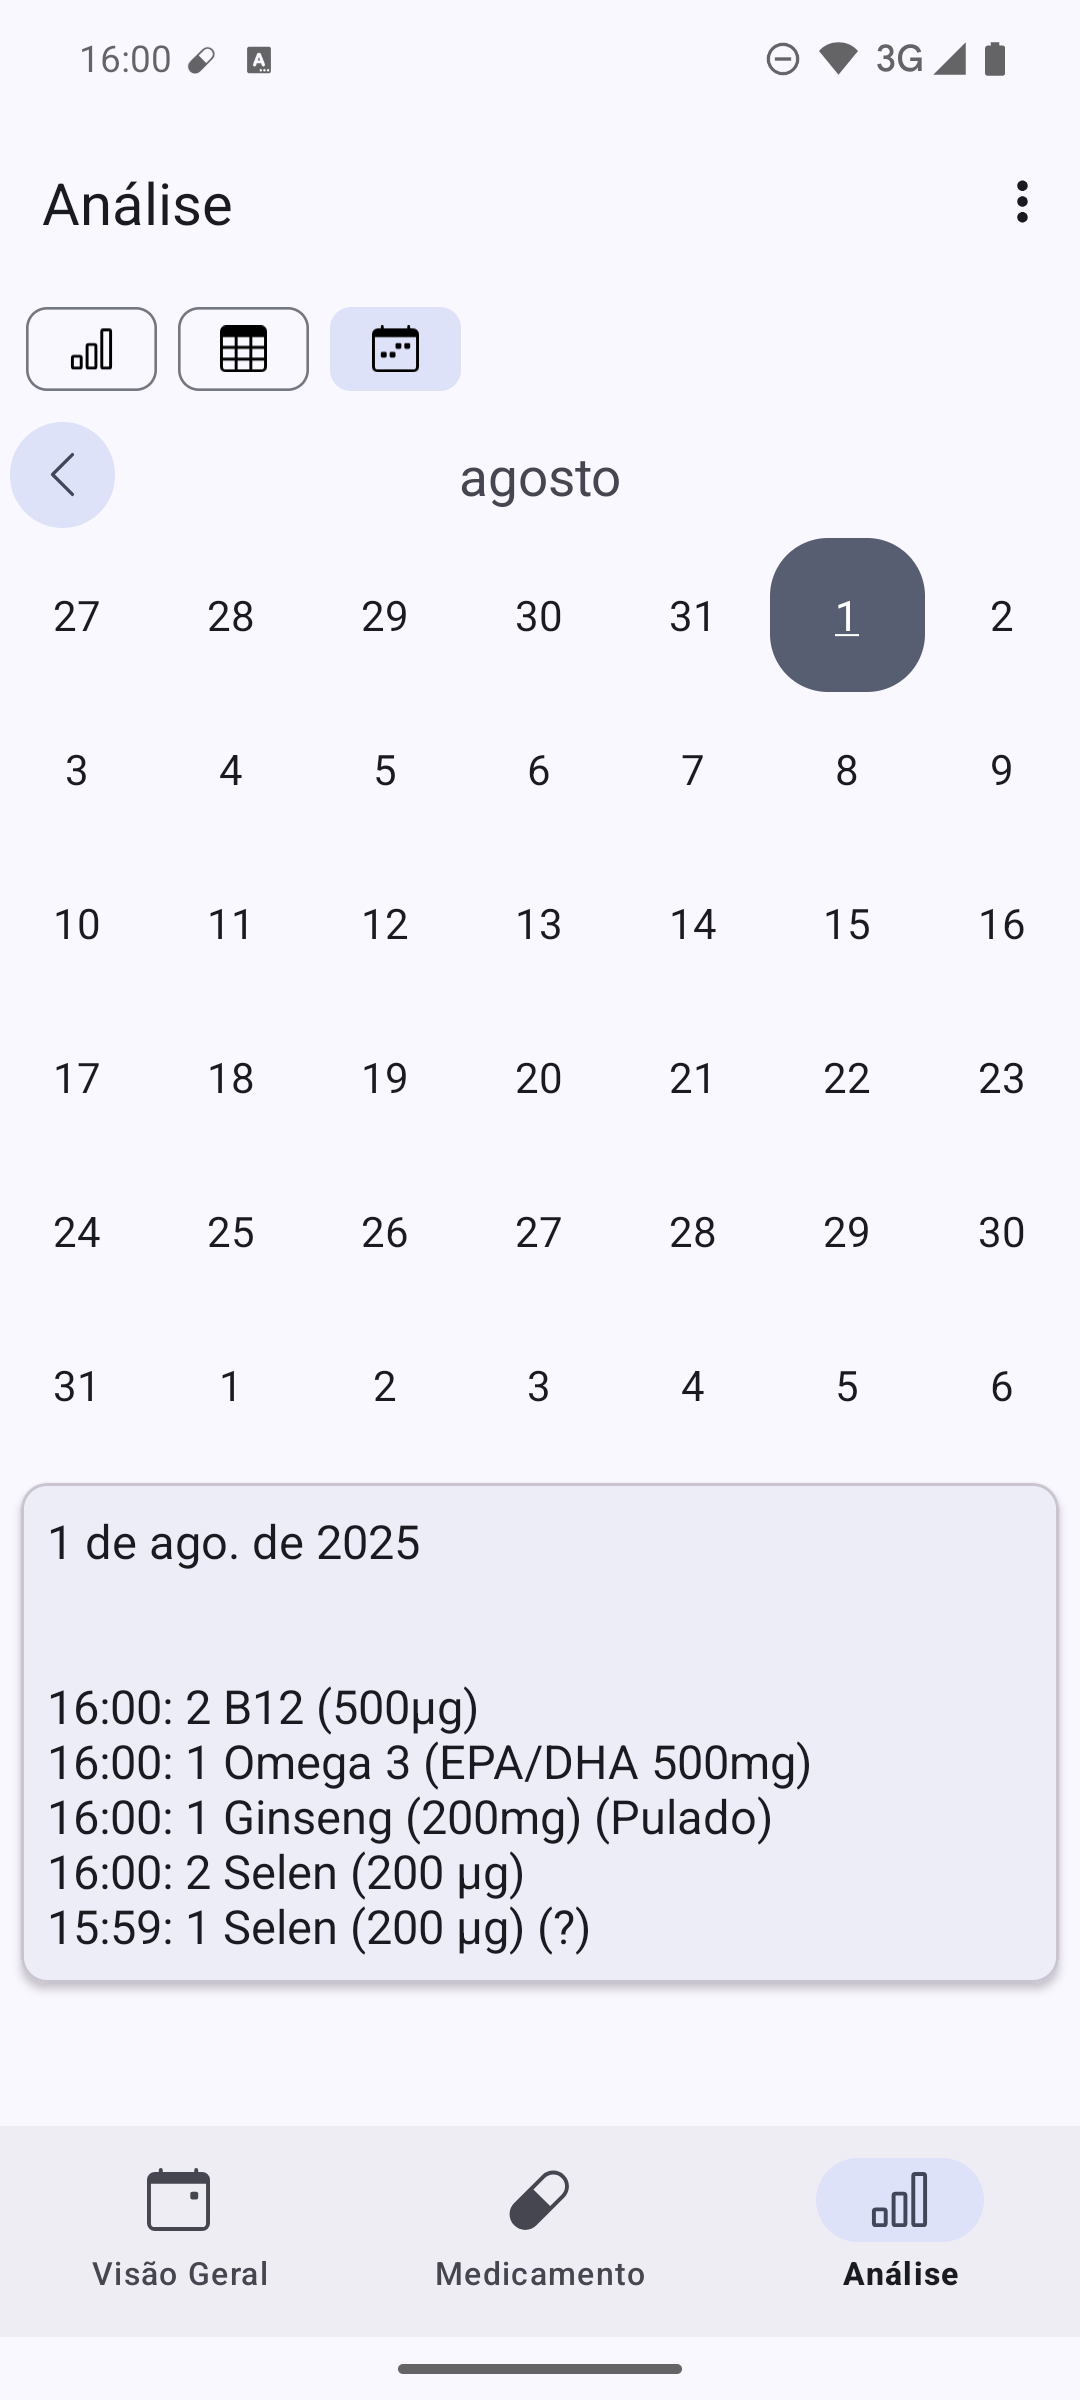 16:00
3G
Análise
agosto
27 28 29 30 31 1 2
3 4 5 6 7 8 9
10 11 12 13 14 15 16
17 18 19 20 21 22 23
24 25 26 27 28 29 30
31 1 2 3 4 5 6
1 de ago. de 2025
16:00: 2 B12 (500µg)
16:00: 1 Omega 3 (EPA/DHA 500mg)
16:00: 1 Ginseng (200mg) (Pulado)
16:00: 2 Selen (200 µg)
15:59: 1 Selen (200 µg) (?)
Visão Geral
Medicamento
Análise